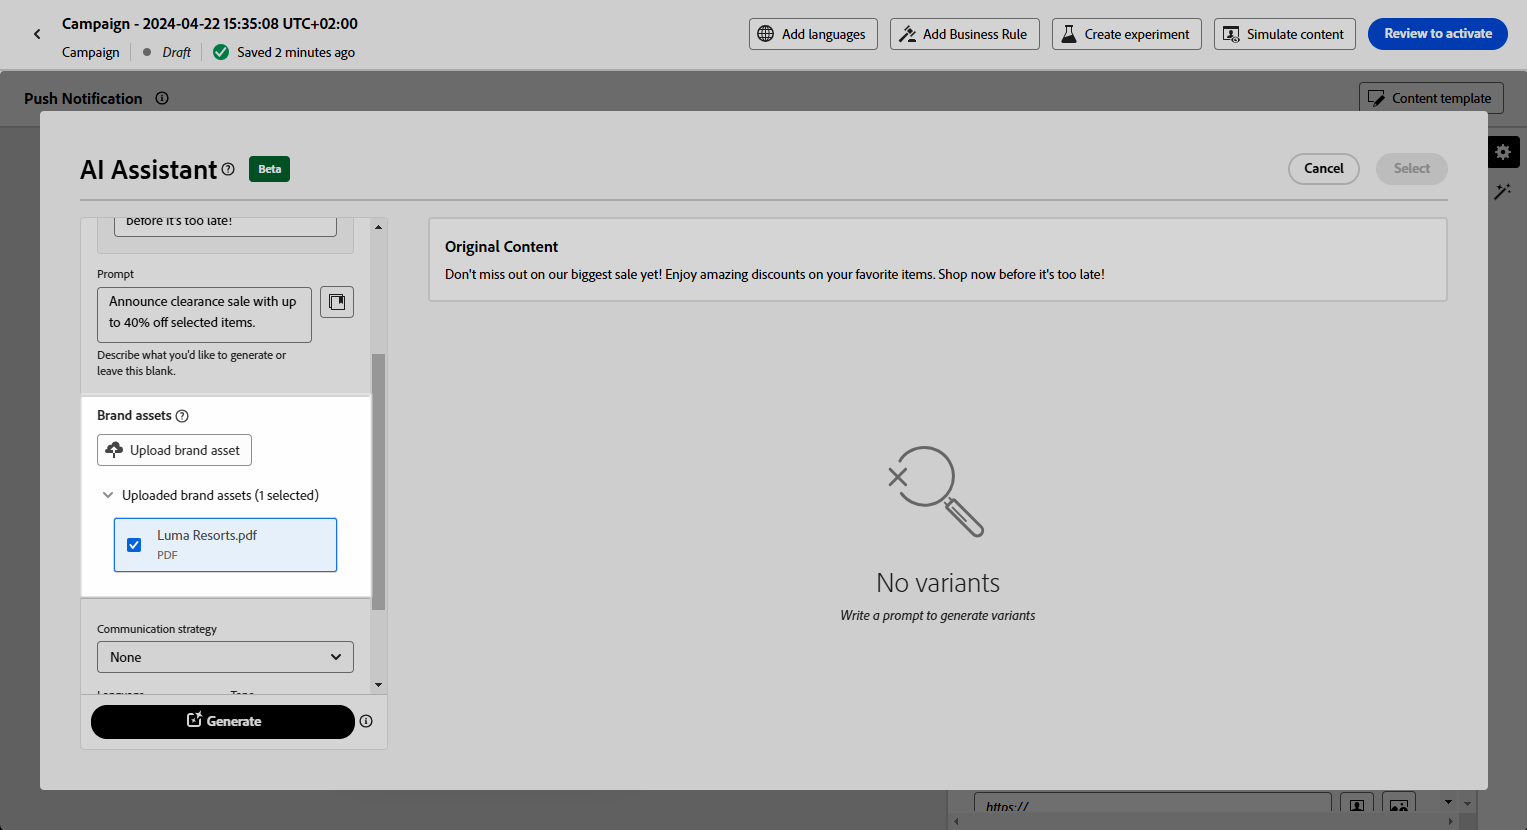 Campaign - 2024-04-22 15:35:08 UTC+02:00
Campaign
Draft
Saved 2 minutes ago
Add languages
Add Business Rule
Create experiment
Simulate content
Review to activate
Push Notification
Content template
AI Assistant
Beta
Cancel
Select
before it's too late!
Prompt
Announce clearance sale with up
to 40% off selected items.
Describe what you'd like to generate or
leave this blank.
Brand assets
Upload brand asset
Uploaded brand assets (1 selected)
Luma Resorts.pdf
PDF
Communication strategy
None
Language
Tone
Generate
Original Content
Don't miss out on our biggest sale yet! Enjoy amazing discounts on your favorite items. Shop now before it's too late!
No variants
Write a prompt to generate variants
https://